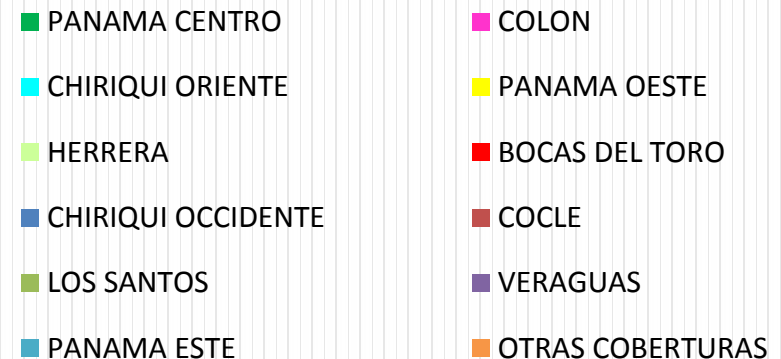 PANAMA CENTRO
COLON
CHIRIQUI ORIENTE
PANAMA OESTE
HERRERA
BOCAS DEL TORO
CHIRIQUI OCCIDENTE
COCLE
LOS SANTOS
VERAGUAS
PANAMA ESTE
OTRAS COBERTURAS